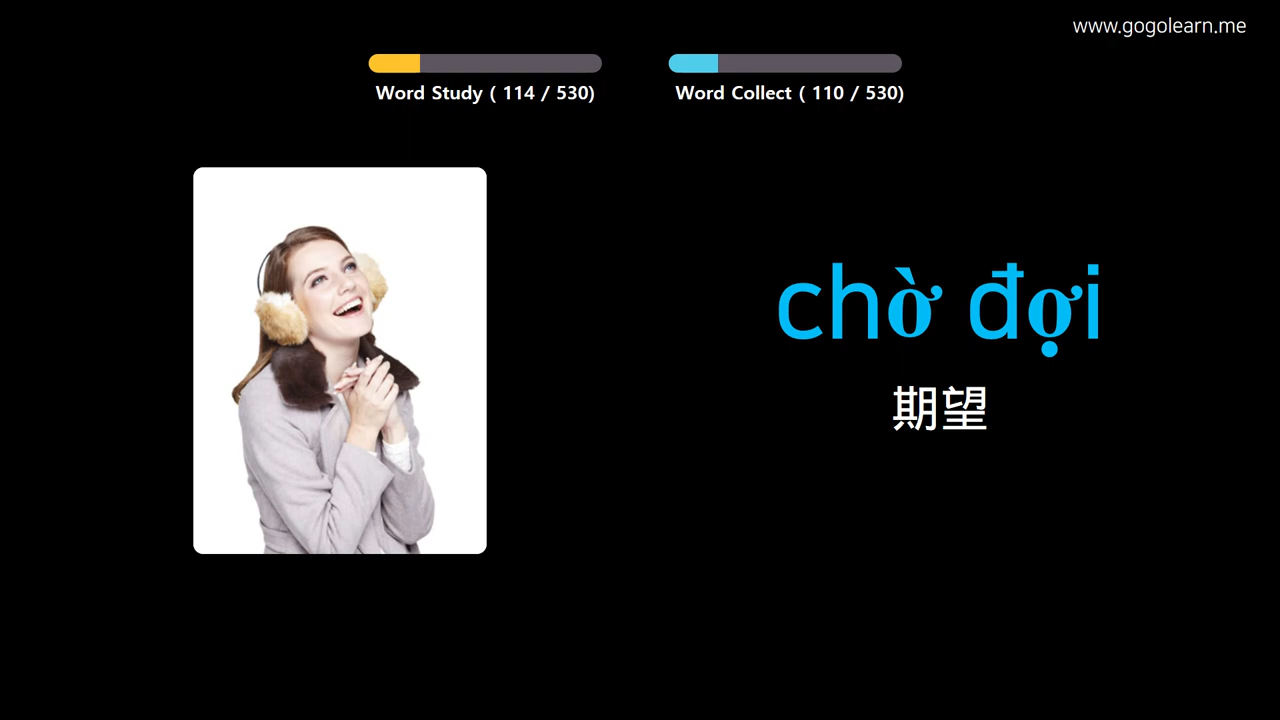 www.gogolearn.me
Word Study ( 114 / 530)
Word Collect ( 110 / 530)
chờ đợi
期望